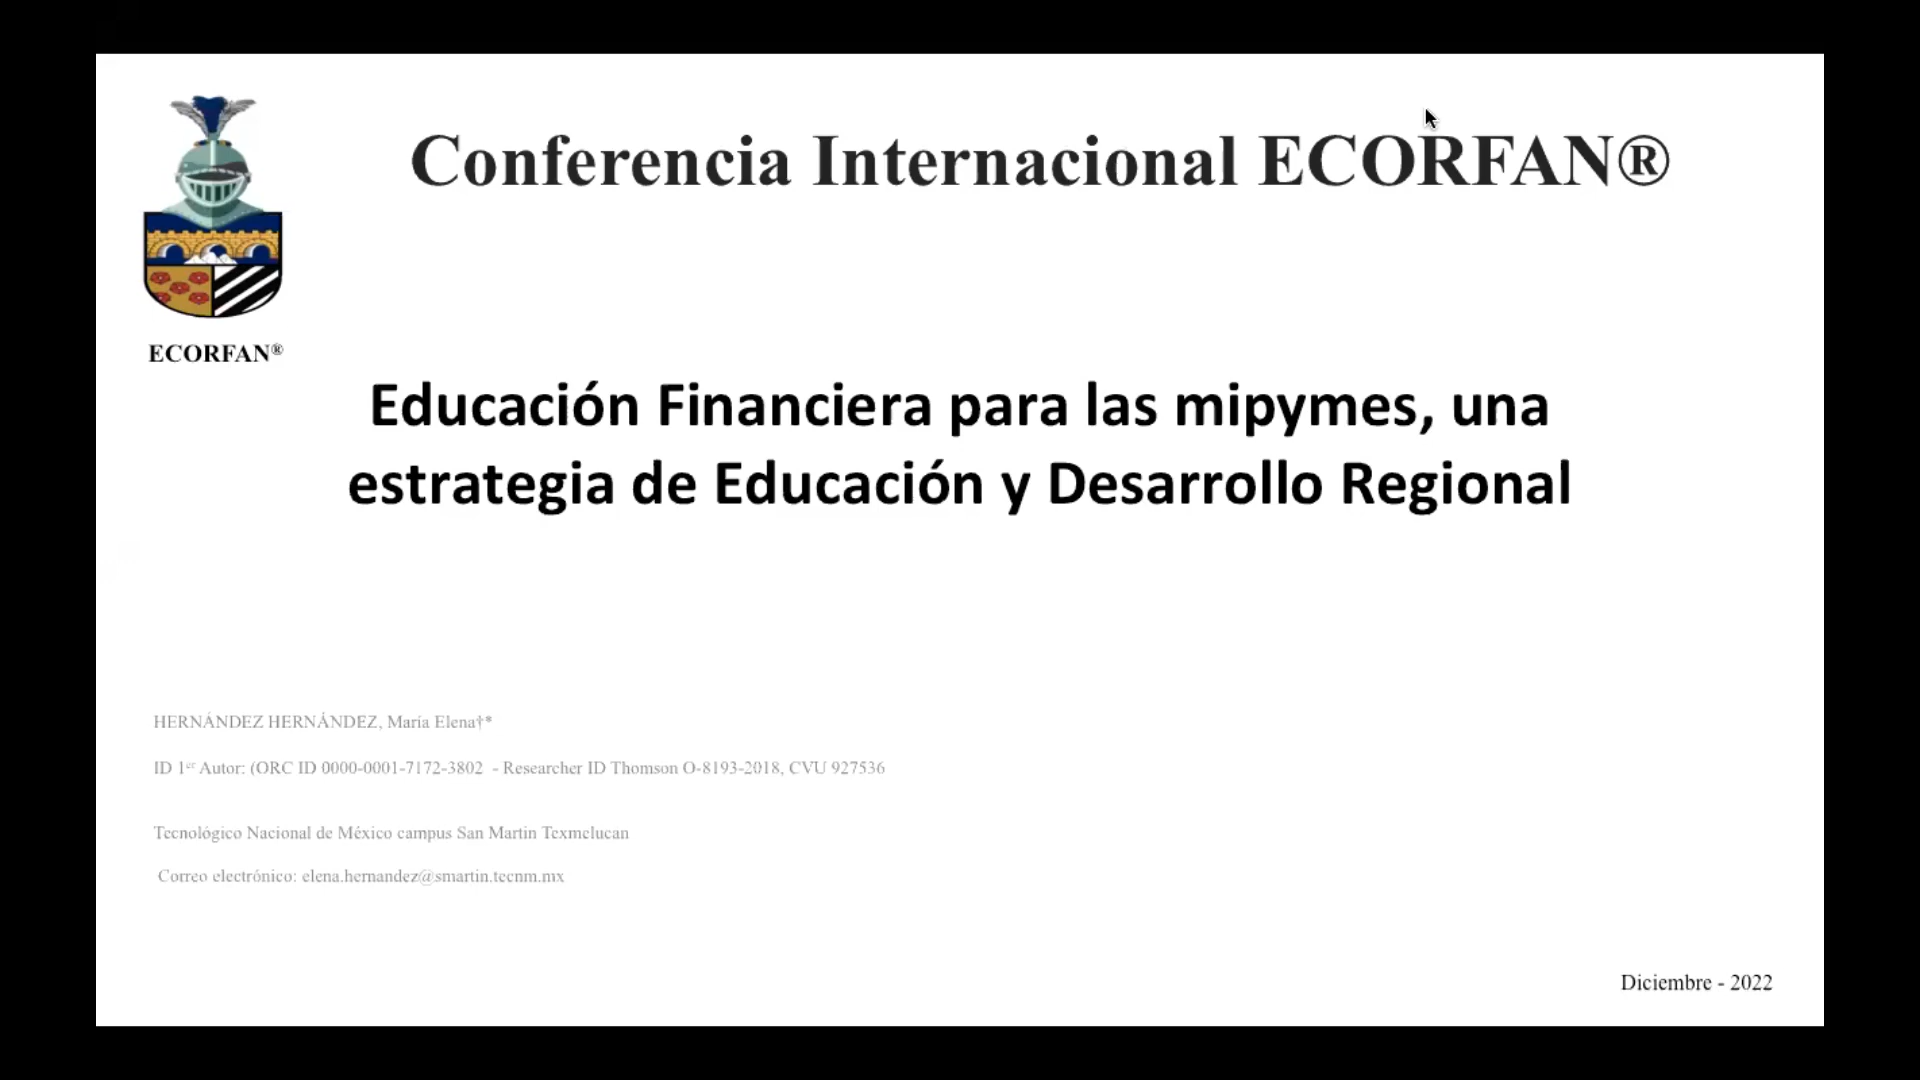 Conferencia Internacional ECORFAN®
ECORFAN®
Educación Financiera para las mipymes, una
estrategia de Educación y Desarrollo Regional
HERNÁNDEZ HERNÁNDEZ, María Elena†*
ID 1er Autor: (ORC ID 0000-0001-7172-3802 - Researcher ID Thomson O-8193-2018, CVU 927536
Tecnológico Nacional de México campus San Martin Texmelucan
Correo electrónico: elena.hernandez@smartin.tecnm.mx
Diciembre - 2022